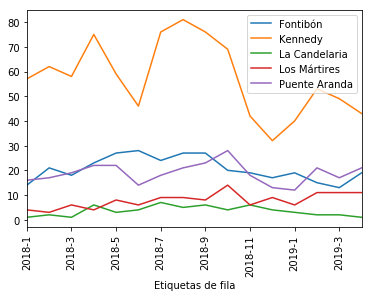 Fontibón
Kennedy
La Candelaria
Los Mártires
Puente Aranda
80
70
60
50
40
30
20
10
0
2018-1
2018-3
2018-5
2018-7
2018-9
2018-11
2019-1
2019-3
Etiquetas de fila